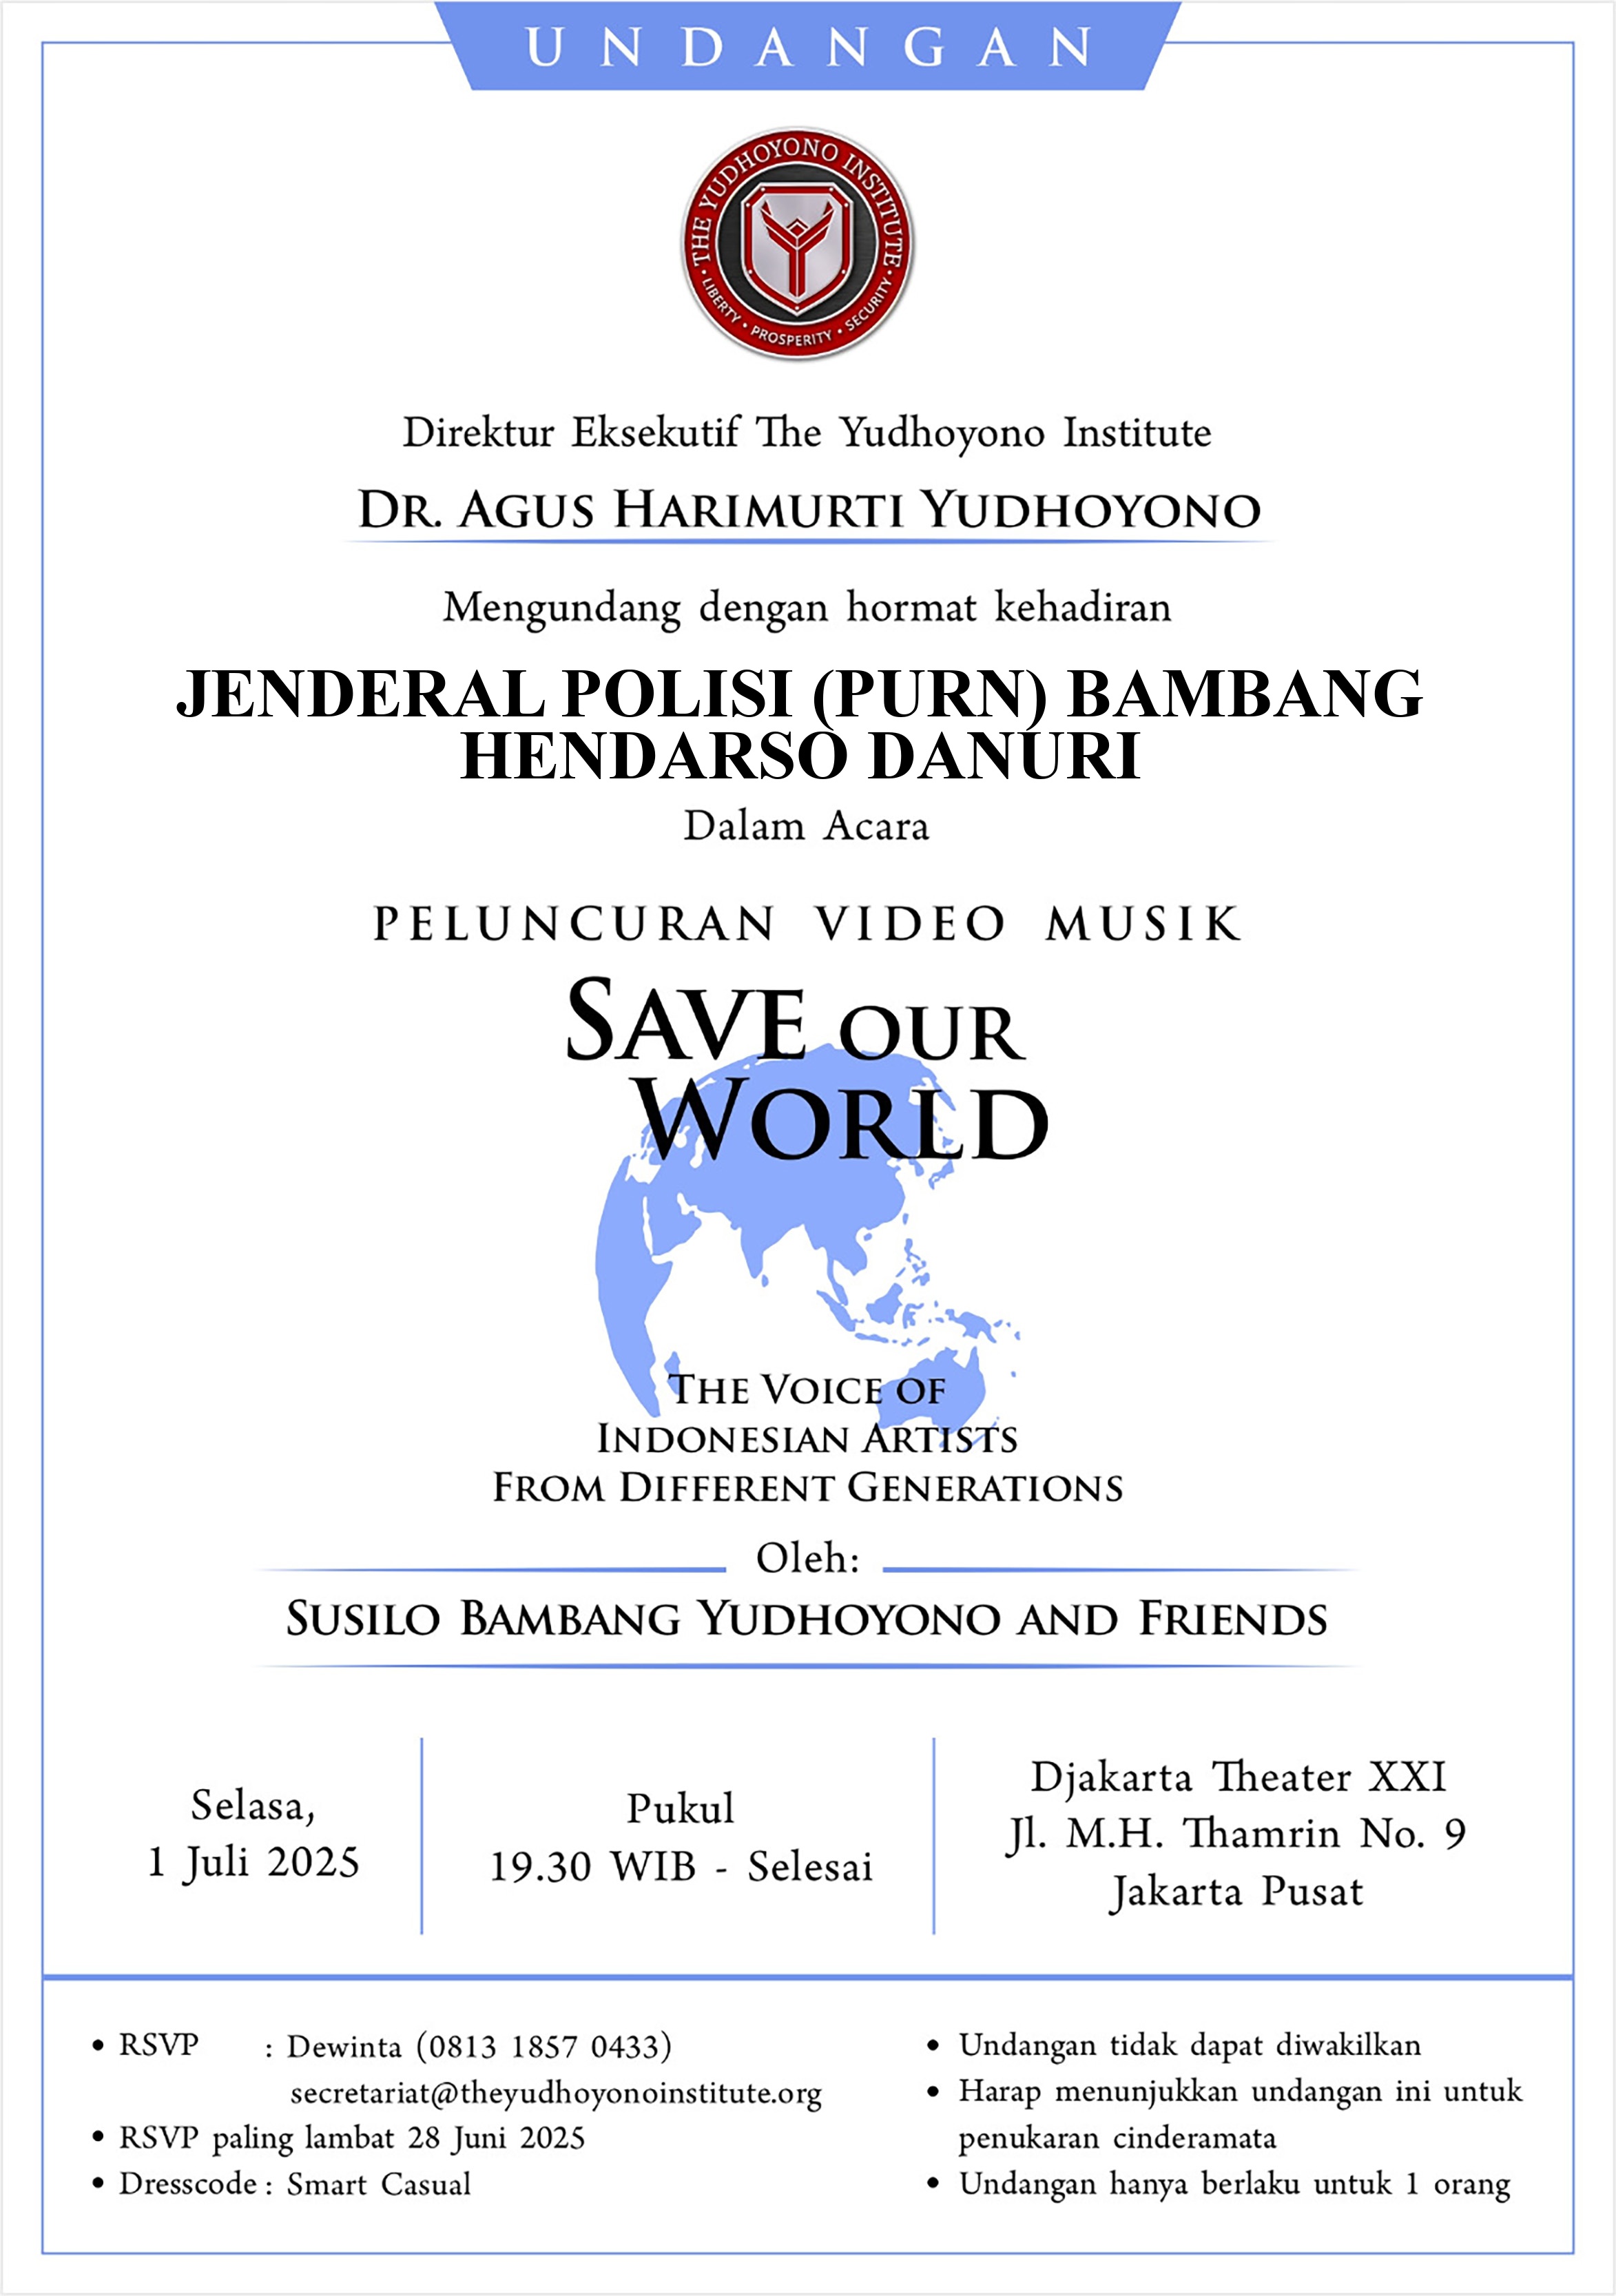 UNDANGAN
THE YUDHOYONO INSTITUTE
LIBERTY • PROSPERITY • SECURITY
Direktur Eksekutif The Yudhoyono Institute
DR. AGUS HARIMURTI YUDHOYONO
Mengundang dengan hormat kehadiran
JENDERAL POLISI (PURN) BAMBANG
HENDARSO DANURI
Dalam Acara
PELUNCURAN VIDEO MUSIK
SAVE OUR
WORLD
THE VOICE OF
INDONESIAN ARTISTS
FROM DIFFERENT GENERATIONS
Oleh:
SUSILO BAMBANG YUDHOYONO AND FRIENDS
Selasa,
1 Juli 2025
Pukul
19.30 WIB - Selesai
Djakarta Theater XXI
Jl. M.H. Thamrin No. 9
Jakarta Pusat
• RSVP : Dewinta (0813 1857 0433)
secretariat@theyudhoyonoinstitute.org
• RSVP paling lambat 28 Juni 2025
• Dresscode : Smart Casual
• Undangan tidak dapat diwakilkan
• Harap menunjukkan undangan ini untuk
penukaran cinderamata
• Undangan hanya berlaku untuk 1 orang